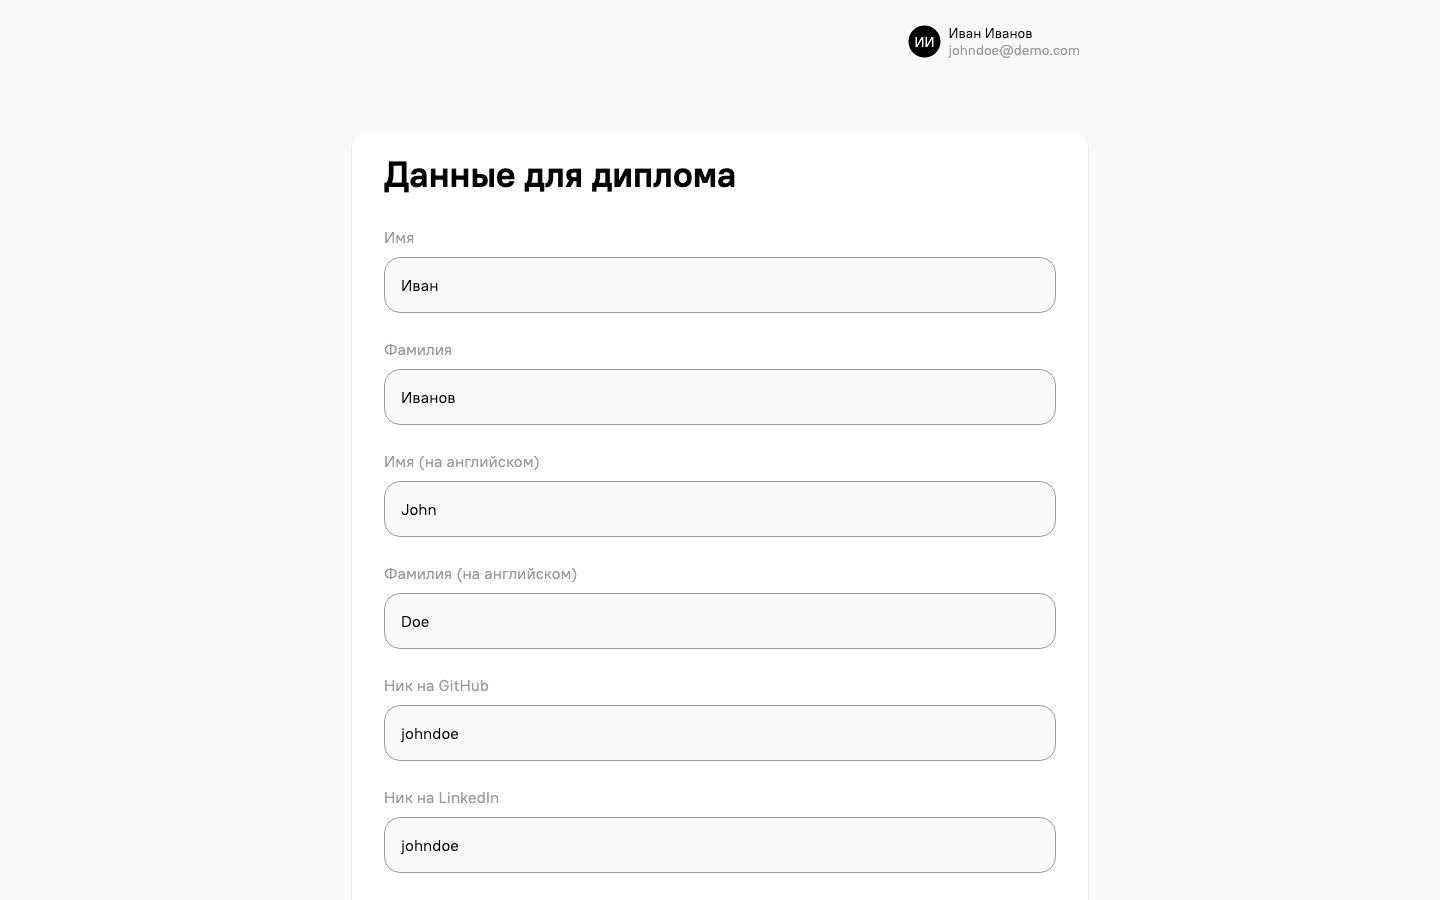 ИИ
Иван Иванов
johndoe@demo.com
Данные для диплома
Имя
Иван
Фамилия
Иванов
Имя (на английском)
John
Фамилия (на английском)
Doe
Ник на GitHub
johndoe
Ник на LinkedIn
johndoe